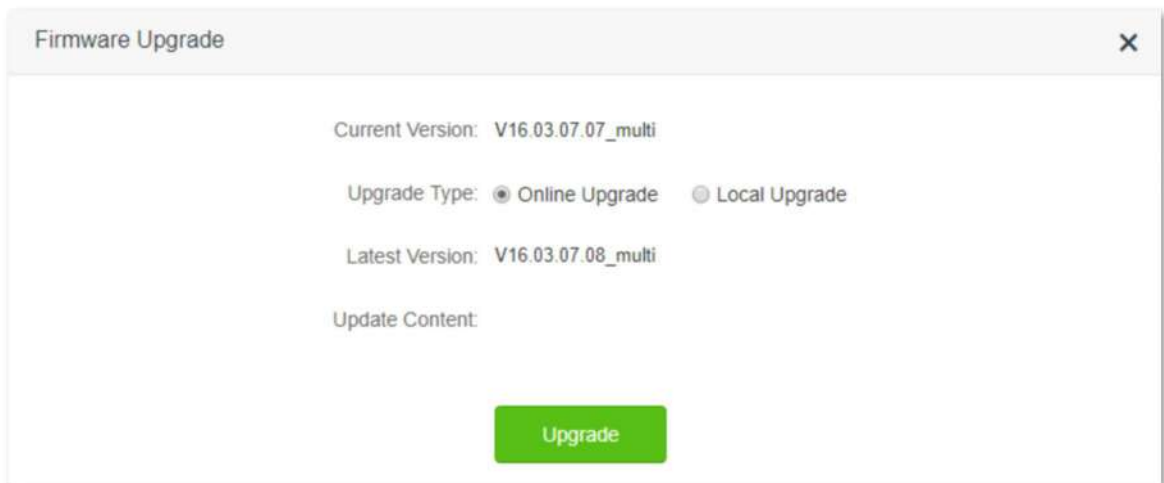 Firmware Upgrade
Current Version: V16.03.07.07_multi
Upgrade Type: Online Upgrade Local Upgrade
Latest Version: V16.03.07.08_multi
Update Content:
Upgrade